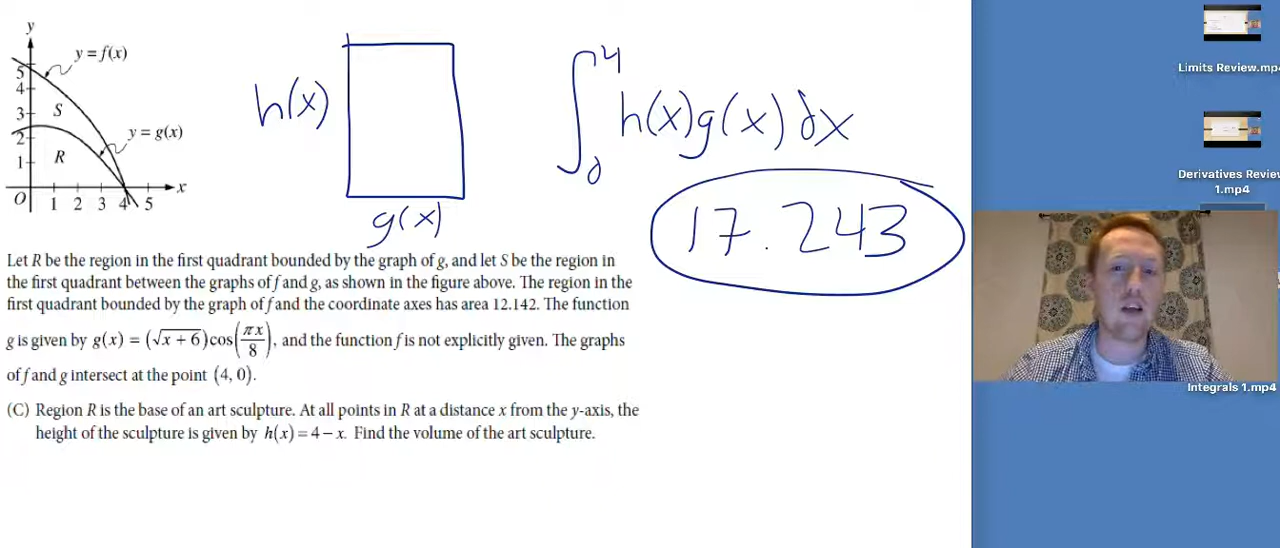 y
y = f(x)
5
4
S
3
y = g(x)
2
R
1
O 1 2 3 4 5 x
h(x)
g(x)
∫₀⁴ h(x)g(x) dx
17.243
Let R be the region in the first quadrant bounded by the graph of g, and let S be the region in
the first quadrant between the graphs of f and g, as shown in the figure above. The region in the
first quadrant bounded by the graph of f and the coordinate axes has area 12.142. The function
g is given by g(x) = (√x + 6)cos(πx/8), and the function f is not explicitly given. The graphs
of f and g intersect at the point (4, 0).
(C) Region R is the base of an art sculpture. At all points in R at a distance x from the y-axis, the
height of the sculpture is given by h(x) = 4 − x. Find the volume of the art sculpture.
Limits Review.mp
Derivatives Review
1.mp4
Integrals 1.mp4